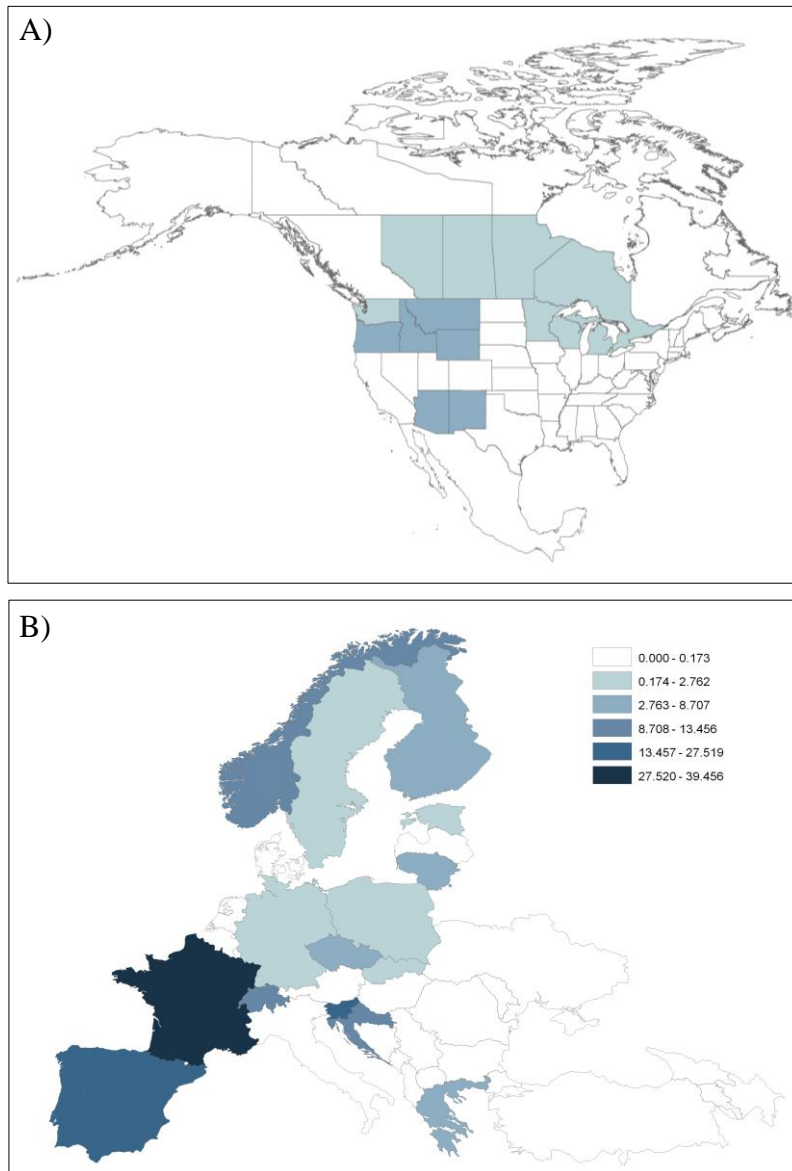 A)
B)
0.000 - 0.173
0.174 - 2.762
2.763 - 8.707
8.708 - 13.456
13.457 - 27.519
27.520 - 39.456